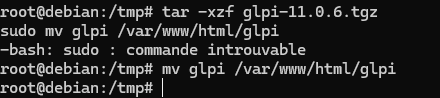 root@debian:/tmp# tar -xzf glpi-11.0.6.tgz
sudo mv glpi /var/www/html/glpi
-bash: sudo : commande introuvable
root@debian:/tmp# mv glpi /var/www/html/glpi
root@debian:/tmp#